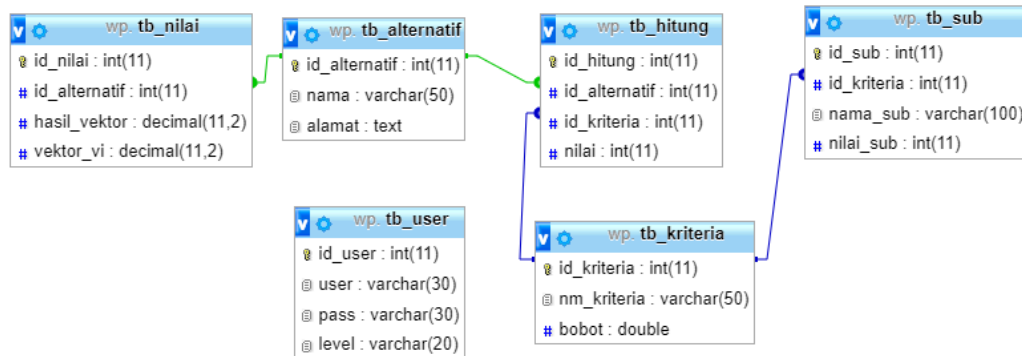 wp. tb_nilai
id_nilai : int(11)
id_alternatif : int(11)
hasil_vektor : decimal(11,2)
vektor_vi : decimal(11,2)
wp. tb_alternatif
id_alternatif : int(11)
nama : varchar(50)
alamat : text
wp. tb_hitung
id_hitung : int(11)
id_alternatif : int(11)
id_kriteria : int(11)
nilai : int(11)
wp. tb_sub
id_sub : int(11)
id_kriteria : int(11)
nama_sub : varchar(100)
nilai_sub : int(11)
wp. tb_user
id_user : int(11)
user : varchar(30)
pass : varchar(30)
level : varchar(20)
wp. tb_kriteria
id_kriteria : int(11)
nm_kriteria : varchar(50)
bobot : double